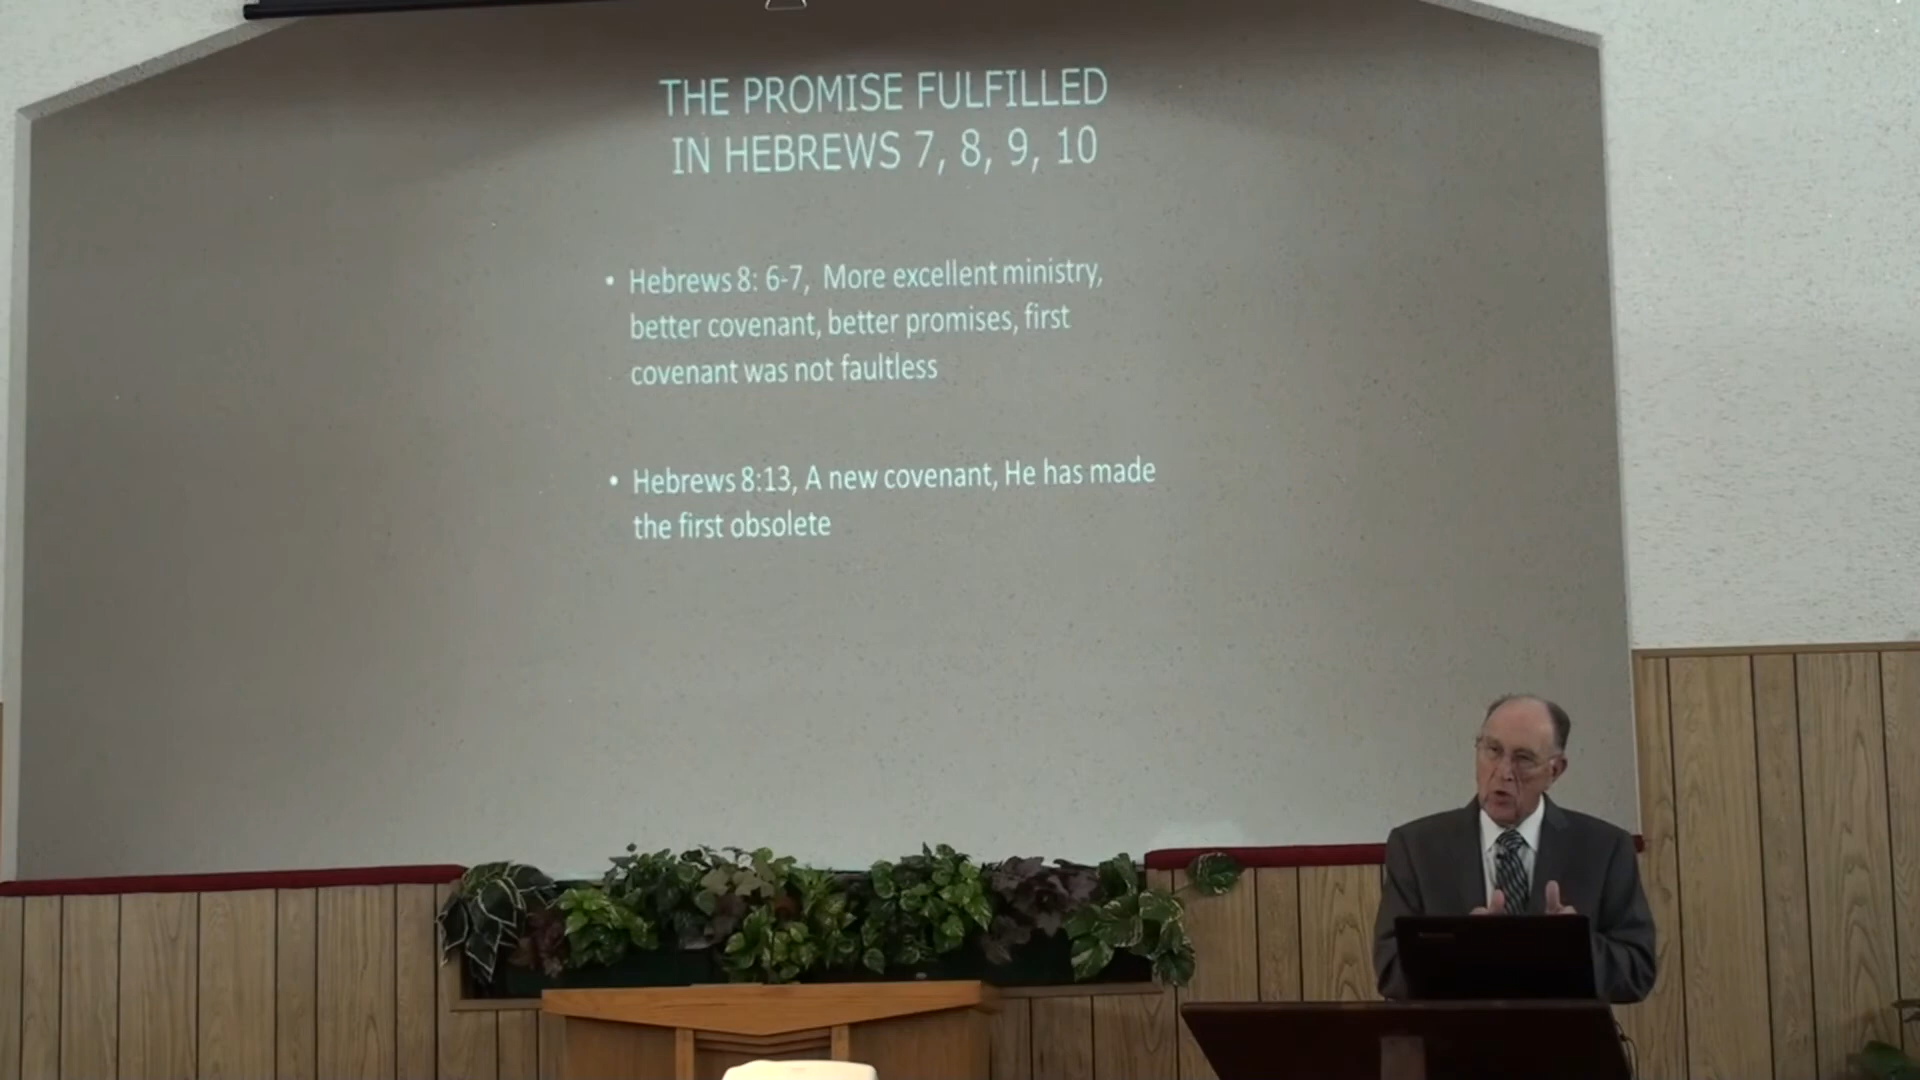 THE PROMISE FULFILLED
IN HEBREWS 7, 8, 9, 10
• Hebrews 8: 6-7, More excellent ministry,
better covenant, better promises, first
covenant was not faultless
• Hebrews 8:13, A new covenant, He has made
the first obsolete